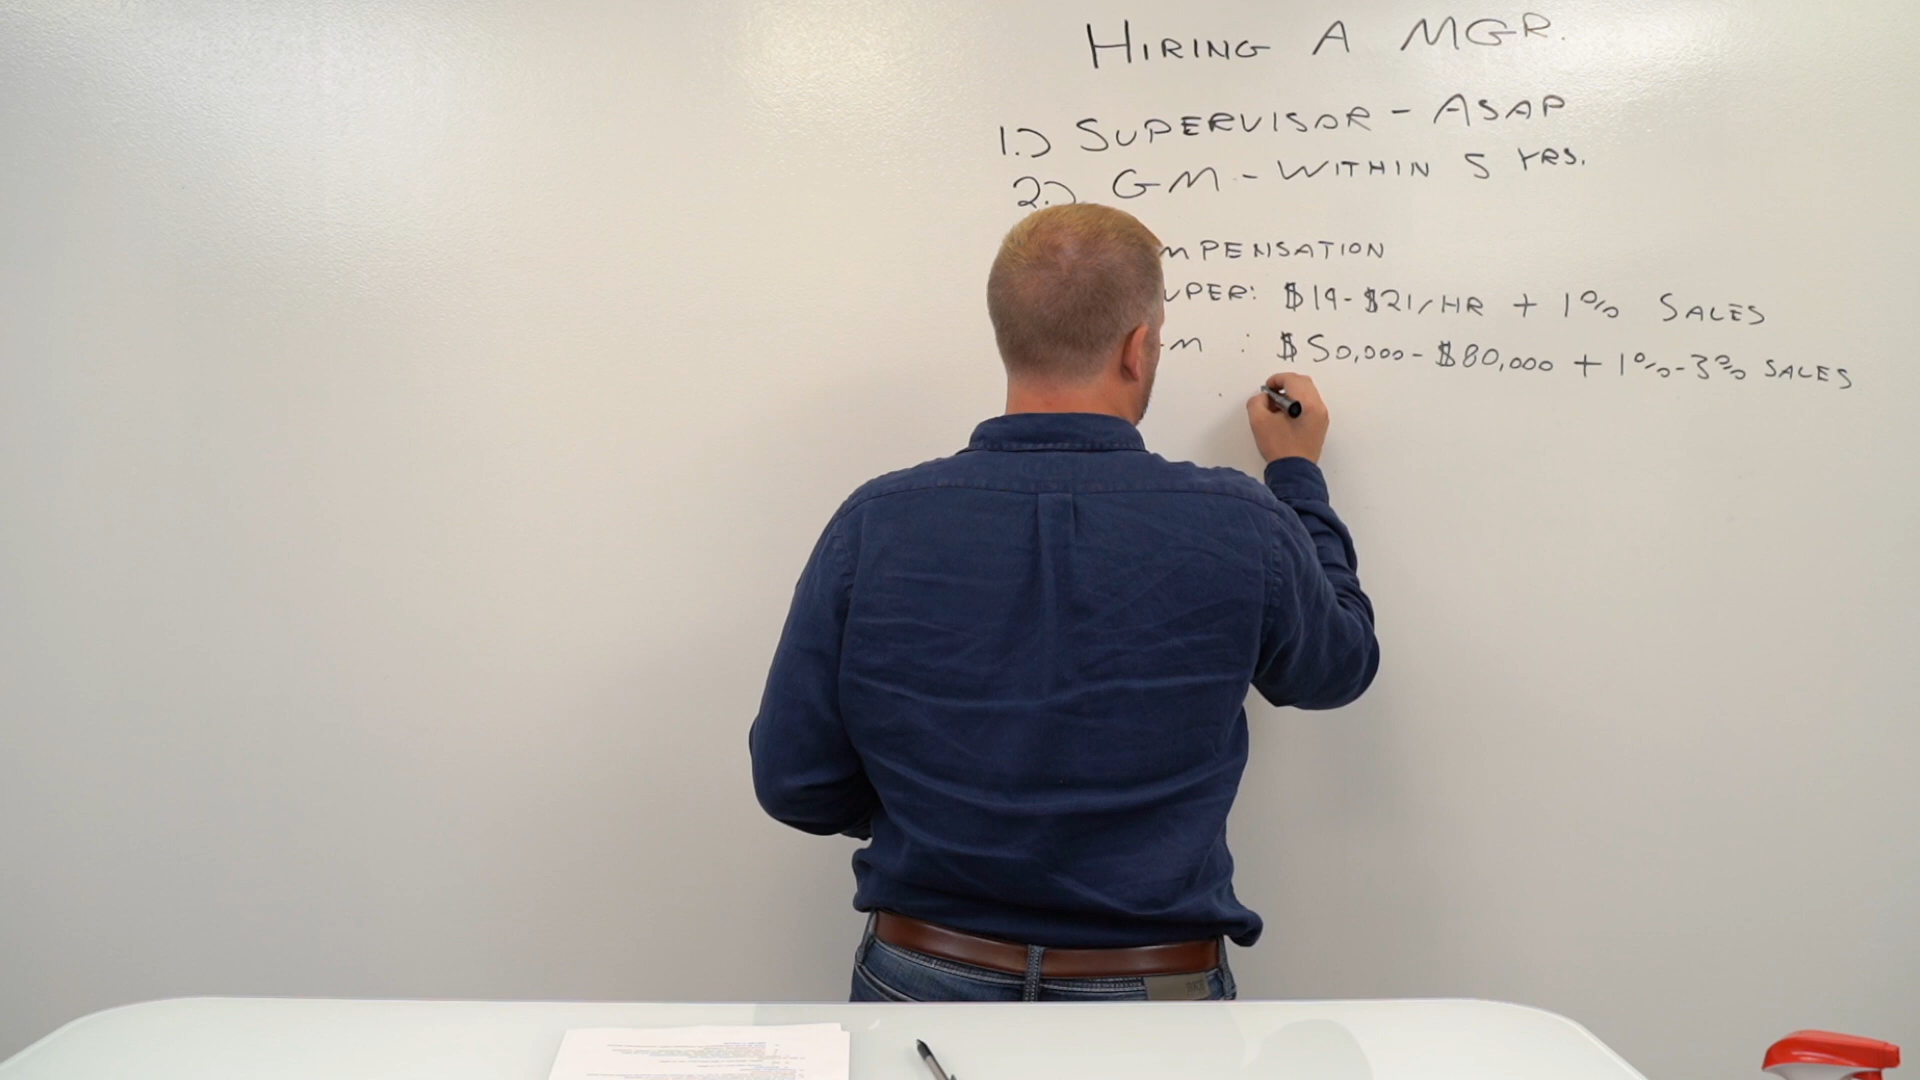 HIRING A MGR.
1.) SUPERVISOR - ASAP
2.) GM - WITHIN 5 YRS.
MPENSATION
UPER: $19-$21/HR + 1% SALES
M : $50,000-$80,000 + 1%-3% SALES